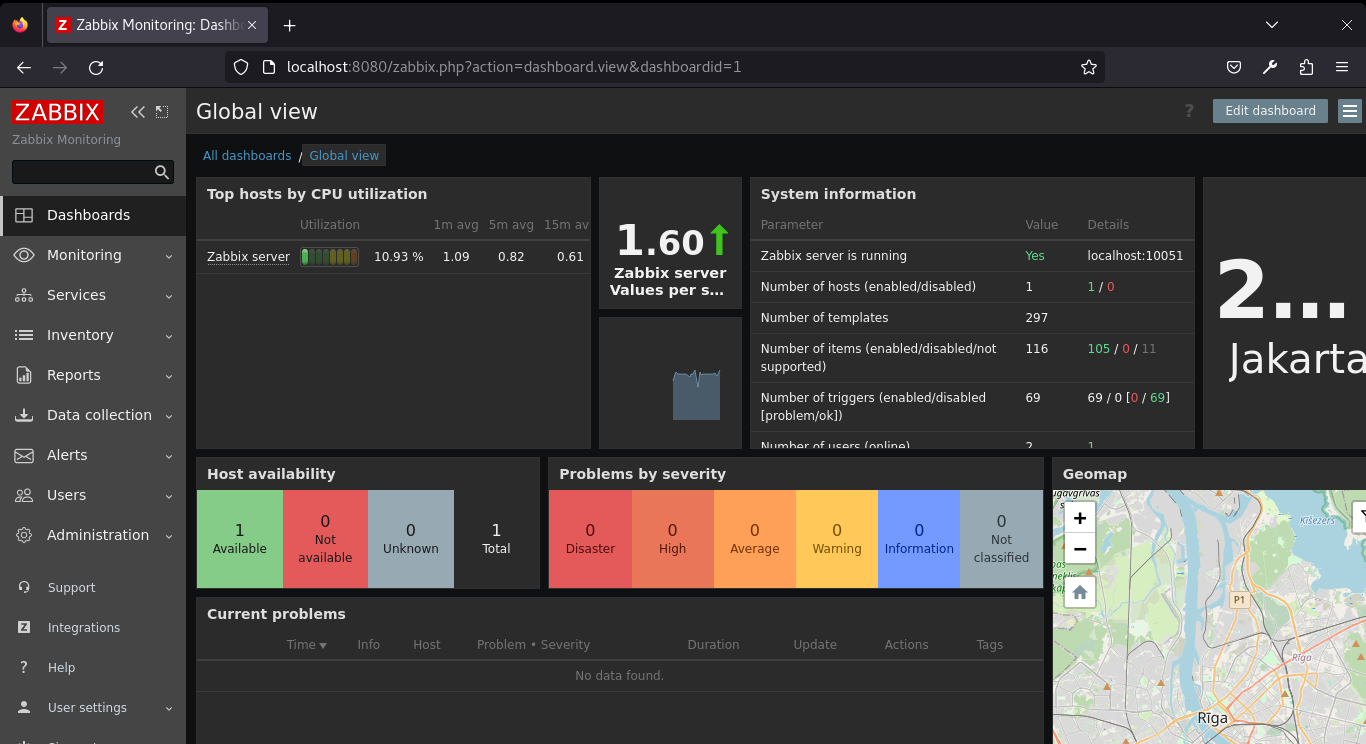 Zabbix Monitoring: Dashb
localhost:8080/zabbix.php?action=dashboard.view&dashboardid=1
ZABBIX
Zabbix Monitoring
Dashboards
Monitoring
Services
Inventory
Reports
Data collection
Alerts
Users
Administration
Support
Integrations
Help
User settings
Global view
? Edit dashboard
All dashboards / Global view
Top hosts by CPU utilization
Utilization 1m avg 5m avg 15m av
Zabbix server 10.93 % 1.09 0.82 0.61
1.60
Zabbix server
Values per s...
System information
Parameter Value Details
Zabbix server is running Yes localhost:10051
Number of hosts (enabled/disabled) 1 1 / 0
Number of templates 297
Number of items (enabled/disabled/not supported) 116 105 / 0 / 11
Number of triggers (enabled/disabled [problem/ok]) 69 69 / 0 [0 / 69]
Number of users (online) 2 1
2...
Jakarta
Host availability
1 Available
0 Not available
0 Unknown
1 Total
Problems by severity
0 Disaster
0 High
0 Average
0 Warning
0 Information
0 Not classified
Geomap
+
−
Ķīšezers
P1
Rīga
Rīga
Current problems
Time Info Host Problem • Severity Duration Update Actions Tags
No data found.